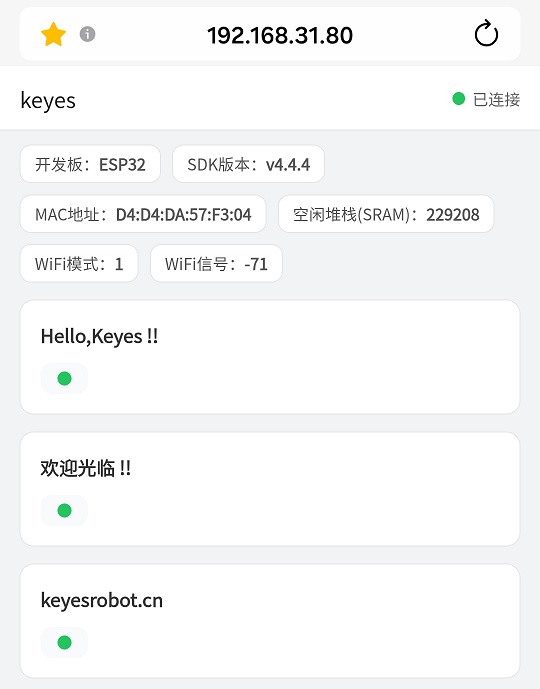 192.168.31.80
keyes
已连接
开发板：ESP32
SDK版本：v4.4.4
MAC地址：D4:D4:DA:57:F3:04
空闲堆栈(SRAM)：229208
WiFi模式：1
WiFi信号：-71
Hello,Keyes !!
欢迎光临 !!
keyesrobot.cn